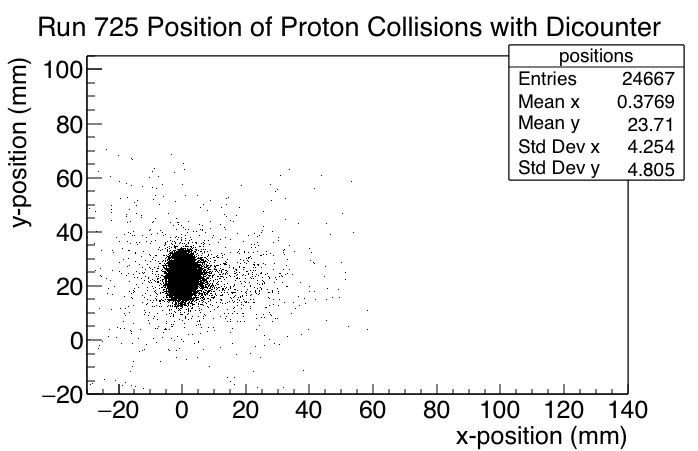 Run 725 Position of Proton Collisions with Dicounter
positions
Entries 24667
Mean x 0.3769
Mean y 23.71
Std Dev x 4.254
Std Dev y 4.805
y-position (mm)
100
80
60
40
20
0
−20
−20 0 20 40 60 80 100 120 140
x-position (mm)